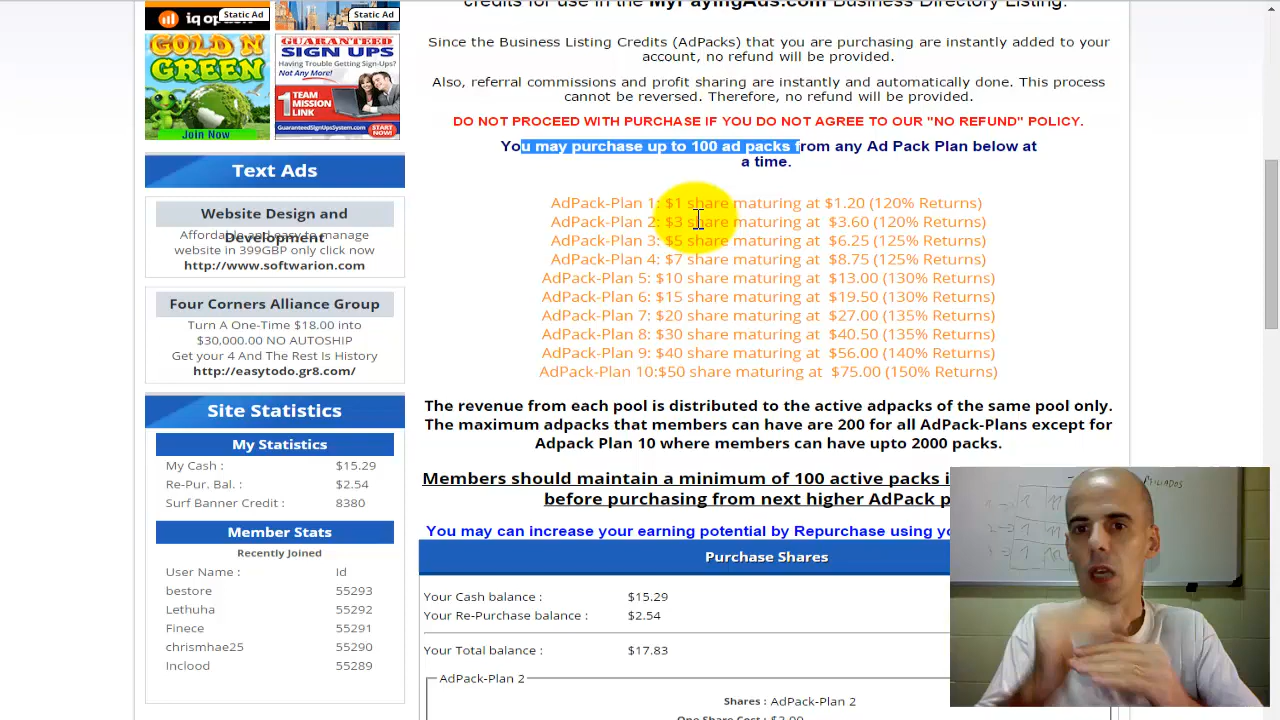 Static Ad
Static Ad
GOLD N
GREEN
Join Now
GUARANTEED
SIGN UPS
Having Trouble Getting Sign-Ups?
Not Any More!
1 TEAM
MISSION
LINK
GuaranteedSignUpsSystem.com
START
NOW!
Text Ads
Website Design and
Development
Affordable and easy to manage
website in 399GBP only click now
http://www.softwarion.com
Four Corners Alliance Group
Turn A One-Time $18.00 into
$30,000.00 NO AUTOSHIP
Get your 4 And The Rest Is History
http://easytodo.gr8.com/
Site Statistics
My Statistics
My Cash : $15.29
Re-Pur. Bal. : $2.54
Surf Banner Credit : 8380
Member Stats
Recently Joined
User Name : Id
bestore 55293
Lethuha 55292
Finece 55291
chrismhae25 55290
Inclood 55289
credits for use in the MyPayingAds.com Business Directory Listing.
Since the Business Listing Credits (AdPacks) that you are purchasing are instantly added to your
account, no refund will be provided.
Also, referral commissions and profit sharing are instantly and automatically done. This process
cannot be reversed. Therefore, no refund will be provided.
DO NOT PROCEED WITH PURCHASE IF YOU DO NOT AGREE TO OUR "NO REFUND" POLICY.
You may purchase up to 100 ad packs from any Ad Pack Plan below at
a time.
AdPack-Plan 1: $1 share maturing at $1.20 (120% Returns)
AdPack-Plan 2: $3 share maturing at $3.60 (120% Returns)
AdPack-Plan 3: $5 share maturing at $6.25 (125% Returns)
AdPack-Plan 4: $7 share maturing at $8.75 (125% Returns)
AdPack-Plan 5: $10 share maturing at $13.00 (130% Returns)
AdPack-Plan 6: $15 share maturing at $19.50 (130% Returns)
AdPack-Plan 7: $20 share maturing at $27.00 (135% Returns)
AdPack-Plan 8: $30 share maturing at $40.50 (135% Returns)
AdPack-Plan 9: $40 share maturing at $56.00 (140% Returns)
AdPack-Plan 10:$50 share maturing at $75.00 (150% Returns)
The revenue from each pool is distributed to the active adpacks of the same pool only.
The maximum adpacks that members can have are 200 for all AdPack-Plans except for
Adpack Plan 10 where members can have upto 2000 packs.
Members should maintain a minimum of 100 active packs i
before purchasing from next higher AdPack p
You may can increase your earning potential by Repurchase using yo
Purchase Shares
Your Cash balance : $15.29
Your Re-Purchase balance : $2.54
Your Total balance : $17.83
AdPack-Plan 2
Shares : AdPack-Plan 2
One Share Cost : $3.00